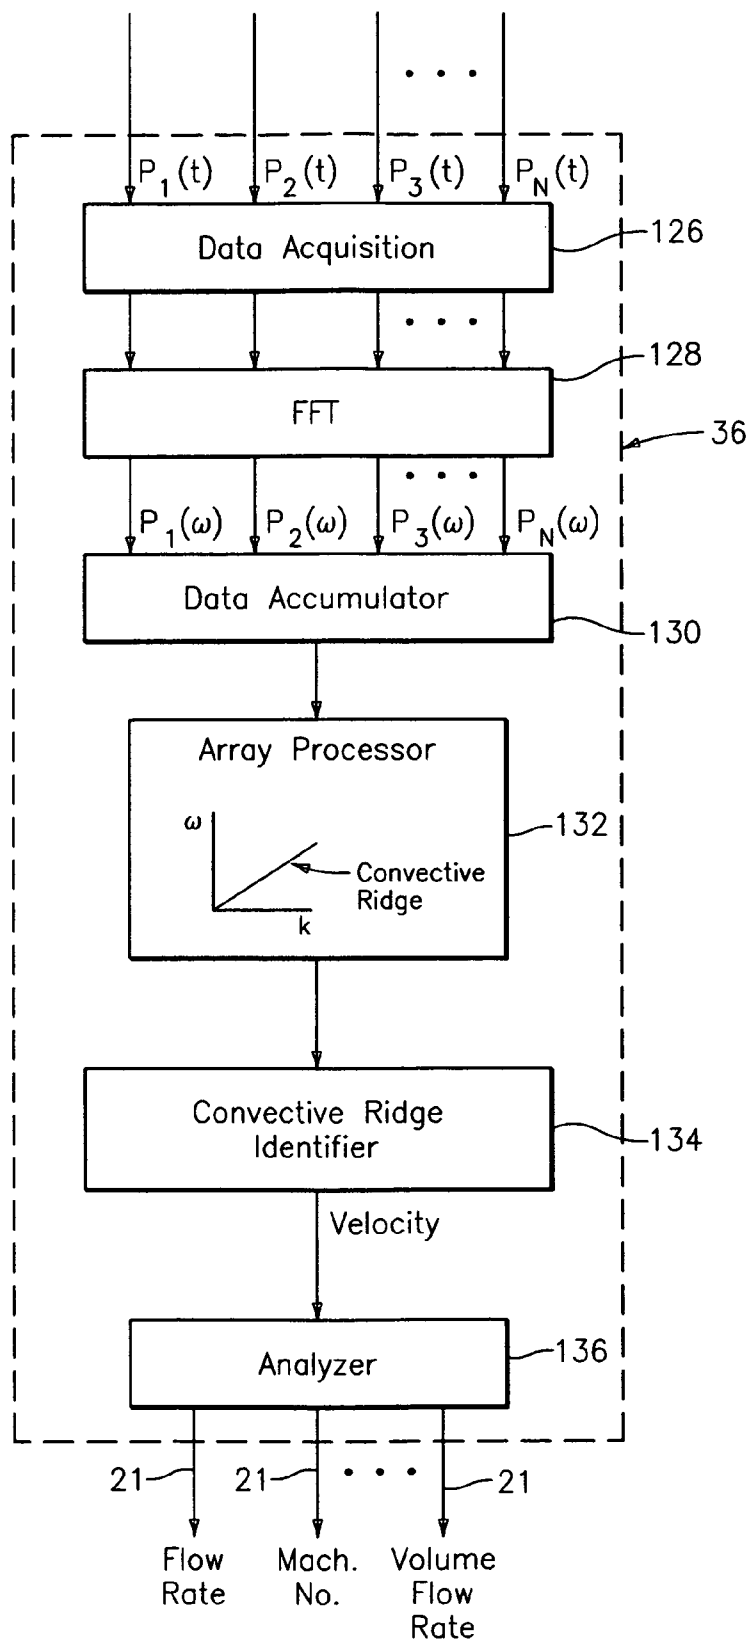 P1(t) P2(t) P3(t) PN(t)
Data Acquisition
126
128
FFT
36
P1(ω) P2(ω) P3(ω) PN(ω)
Data Accumulator
130
Array Processor
ω
132
Convective
Ridge
k
Convective Ridge
Identifier
134
Velocity
Analyzer
136
21 21 21
Flow
Rate
Mach.
No.
Volume
Flow
Rate